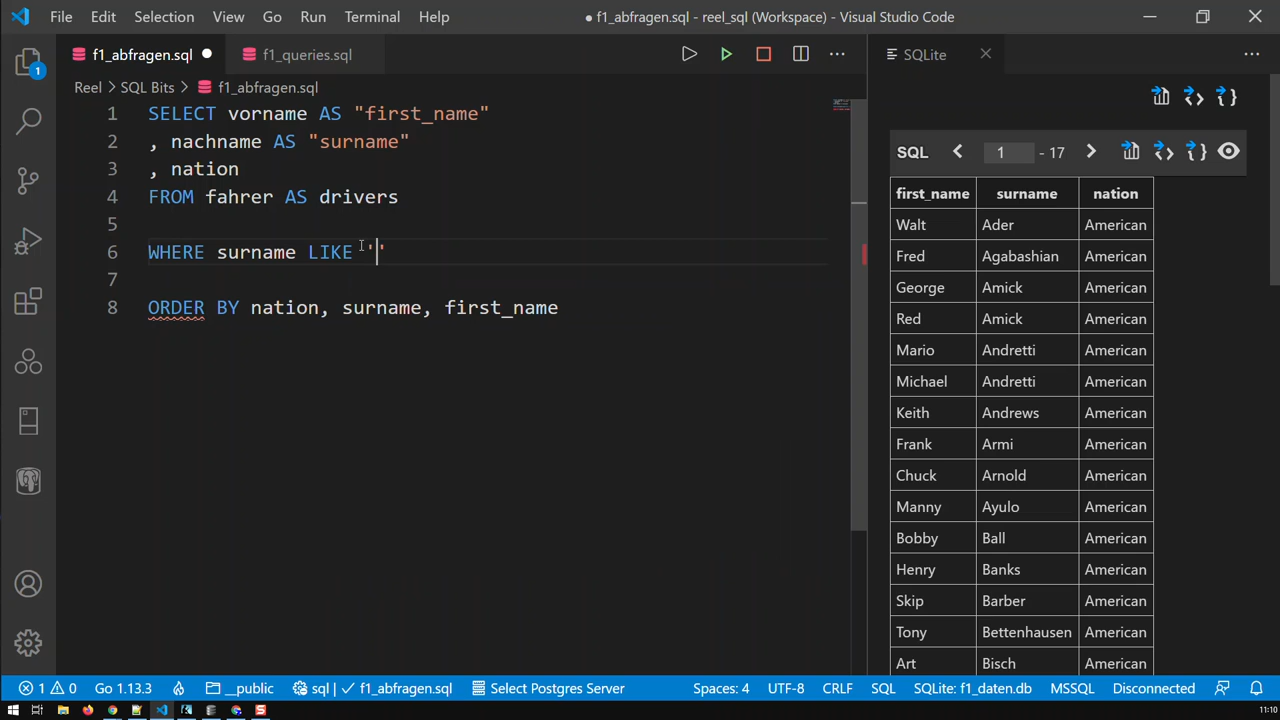 File Edit Selection View Go Run Terminal Help
● f1_abfragen.sql - reel_sql (Workspace) - Visual Studio Code
f1_abfragen.sql ●
f1_queries.sql
SQLite
Reel > SQL Bits > f1_abfragen.sql
1 SELECT vorname AS "first_name"
2 , nachname AS "surname"
3 , nation
4 FROM fahrer AS drivers
5
6 WHERE surname LIKE ''
7
8 ORDER BY nation, surname, first_name
1
SQL < 1 - 17 >
first_name surname nation
Walt Ader American
Fred Agabashian American
George Amick American
Red Amick American
Mario Andretti American
Michael Andretti American
Keith Andrews American
Frank Armi American
Chuck Arnold American
Manny Ayulo American
Bobby Ball American
Henry Banks American
Skip Barber American
Tony Bettenhausen American
Art Bisch American
1 0 Go 1.13.3 __public sql | ✓ f1_abfragen.sql Select Postgres Server Spaces: 4 UTF-8 CRLF SQL SQLite: f1_daten.db MSSQL Disconnected
11:10